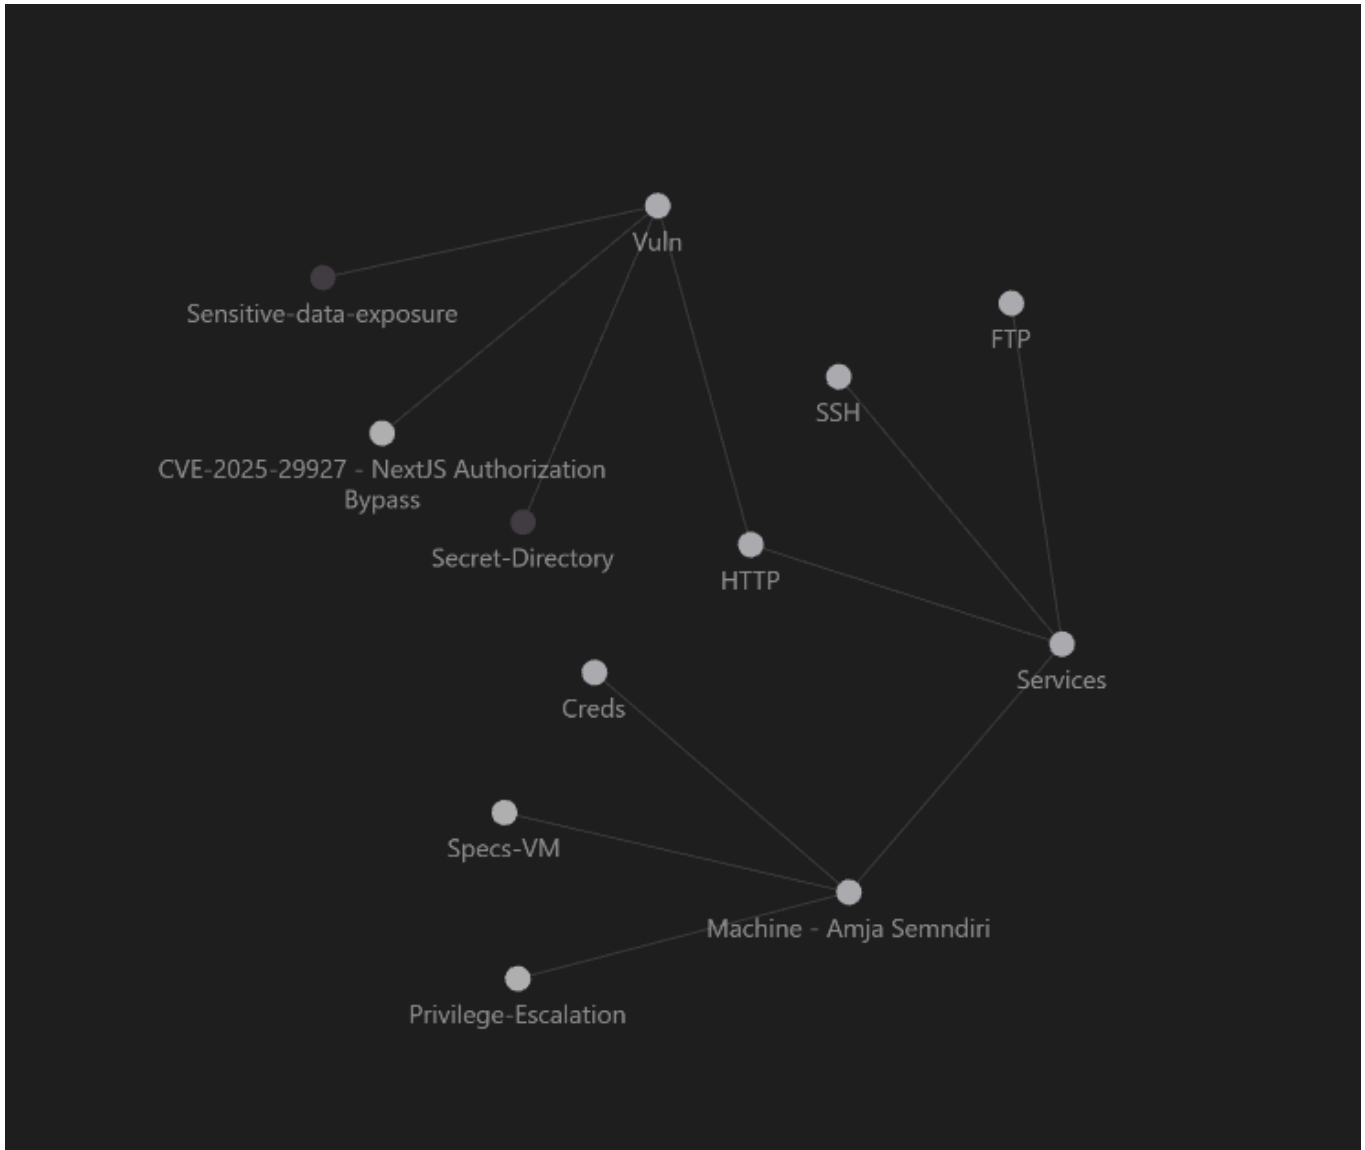 Vuln
Sensitive-data-exposure
FTP
SSH
CVE-2025-29927 - NextJS Authorization
Bypass
Secret-Directory
HTTP
Services
Creds
Specs-VM
Machine - Amja Semndiri
Privilege-Escalation